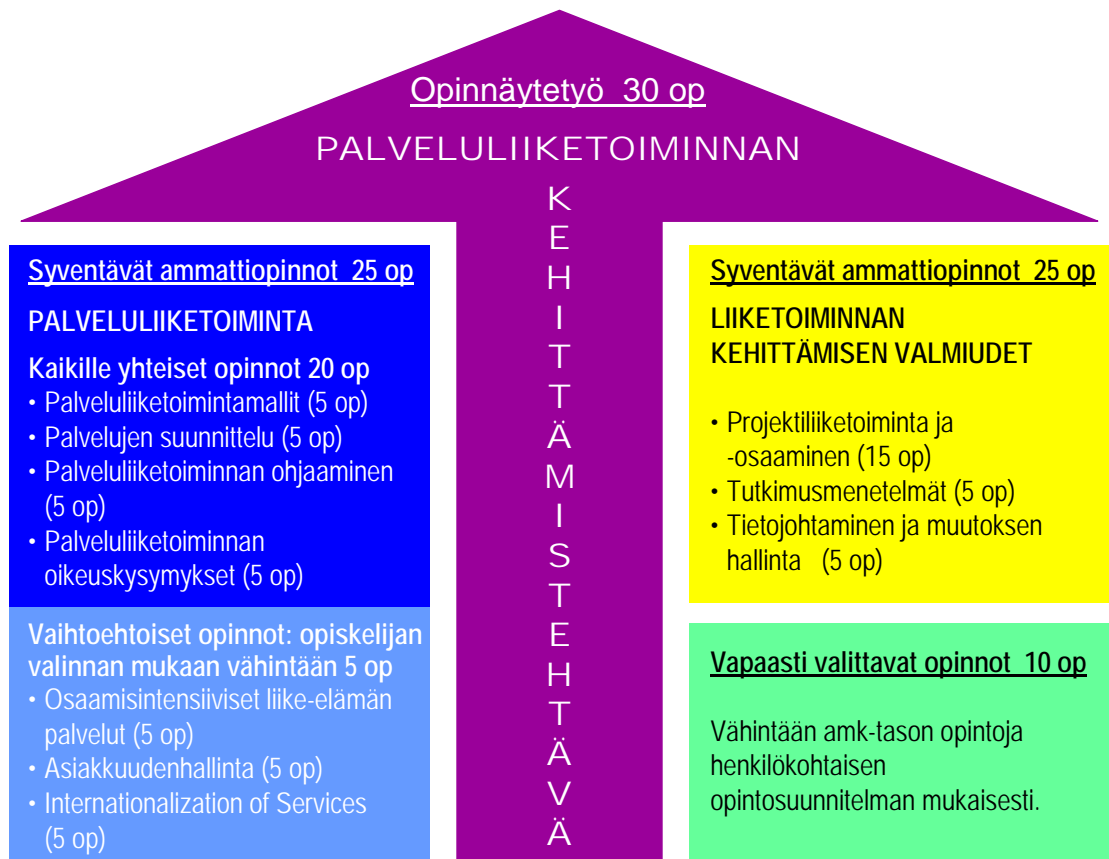 Opinnäytetyö 30 op
PALVELULIIKETOIMINNAN
K
E
H
I
T
T
Ä
M
I
S
T
E
H
T
Ä
V
Ä
Syventävät ammattiopinnot 25 op
PALVELULIIKETOIMINTA
Kaikille yhteiset opinnot 20 op
• Palveluliiketoimintamallit (5 op)
• Palvelujen suunnittelu (5 op)
• Palveluliiketoiminnan ohjaaminen
(5 op)
• Palveluliiketoiminnan
oikeuskysymykset (5 op)
Vaihtoehtoiset opinnot: opiskelijan
valinnan mukaan vähintään 5 op
• Osaamisintensiiviset liike-elämän
palvelut (5 op)
• Asiakkuudenhallinta (5 op)
• Internationalization of Services
(5 op)
Syventävät ammattiopinnot 25 op
LIIKETOIMINNAN
KEHITTÄMISEN VALMIUDET
• Projektiliiketoiminta ja
-osaaminen (15 op)
• Tutkimusmenetelmät (5 op)
• Tietojohtaminen ja muutoksen
hallinta (5 op)
Vapaasti valittavat opinnot 10 op
Vähintään amk-tason opintoja
henkilökohtaisen
opintosuunnitelman mukaisesti.